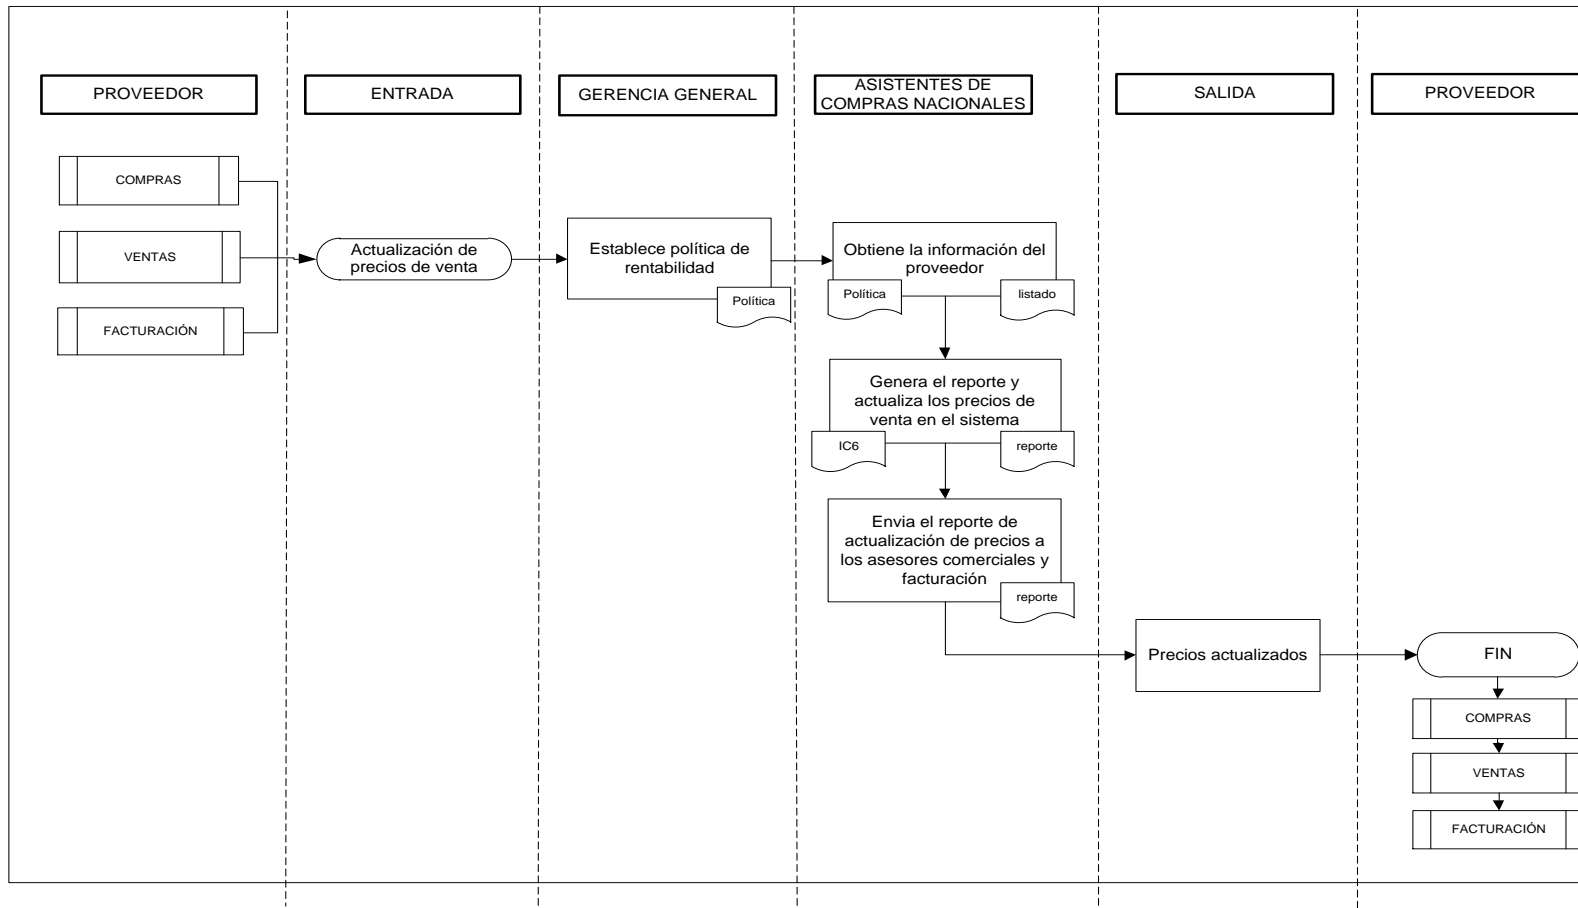 PROVEEDOR
ENTRADA
GERENCIA GENERAL
ASISTENTES DE
COMPRAS NACIONALES
SALIDA
PROVEEDOR
COMPRAS
VENTAS
FACTURACIÓN
Actualización de
precios de venta
Establece política de
rentabilidad
Política
Obtiene la información del
proveedor
Política
listado
Genera el reporte y
actualiza los precios de
venta en el sistema
IC6
reporte
Envia el reporte de
actualización de precios a
los asesores comerciales y
facturación
reporte
Precios actualizados
FIN
COMPRAS
VENTAS
FACTURACIÓN